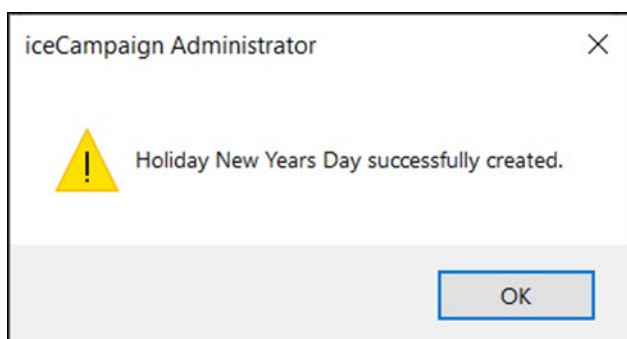 iceCampaign Administrator
Holiday New Years Day successfully created.
OK